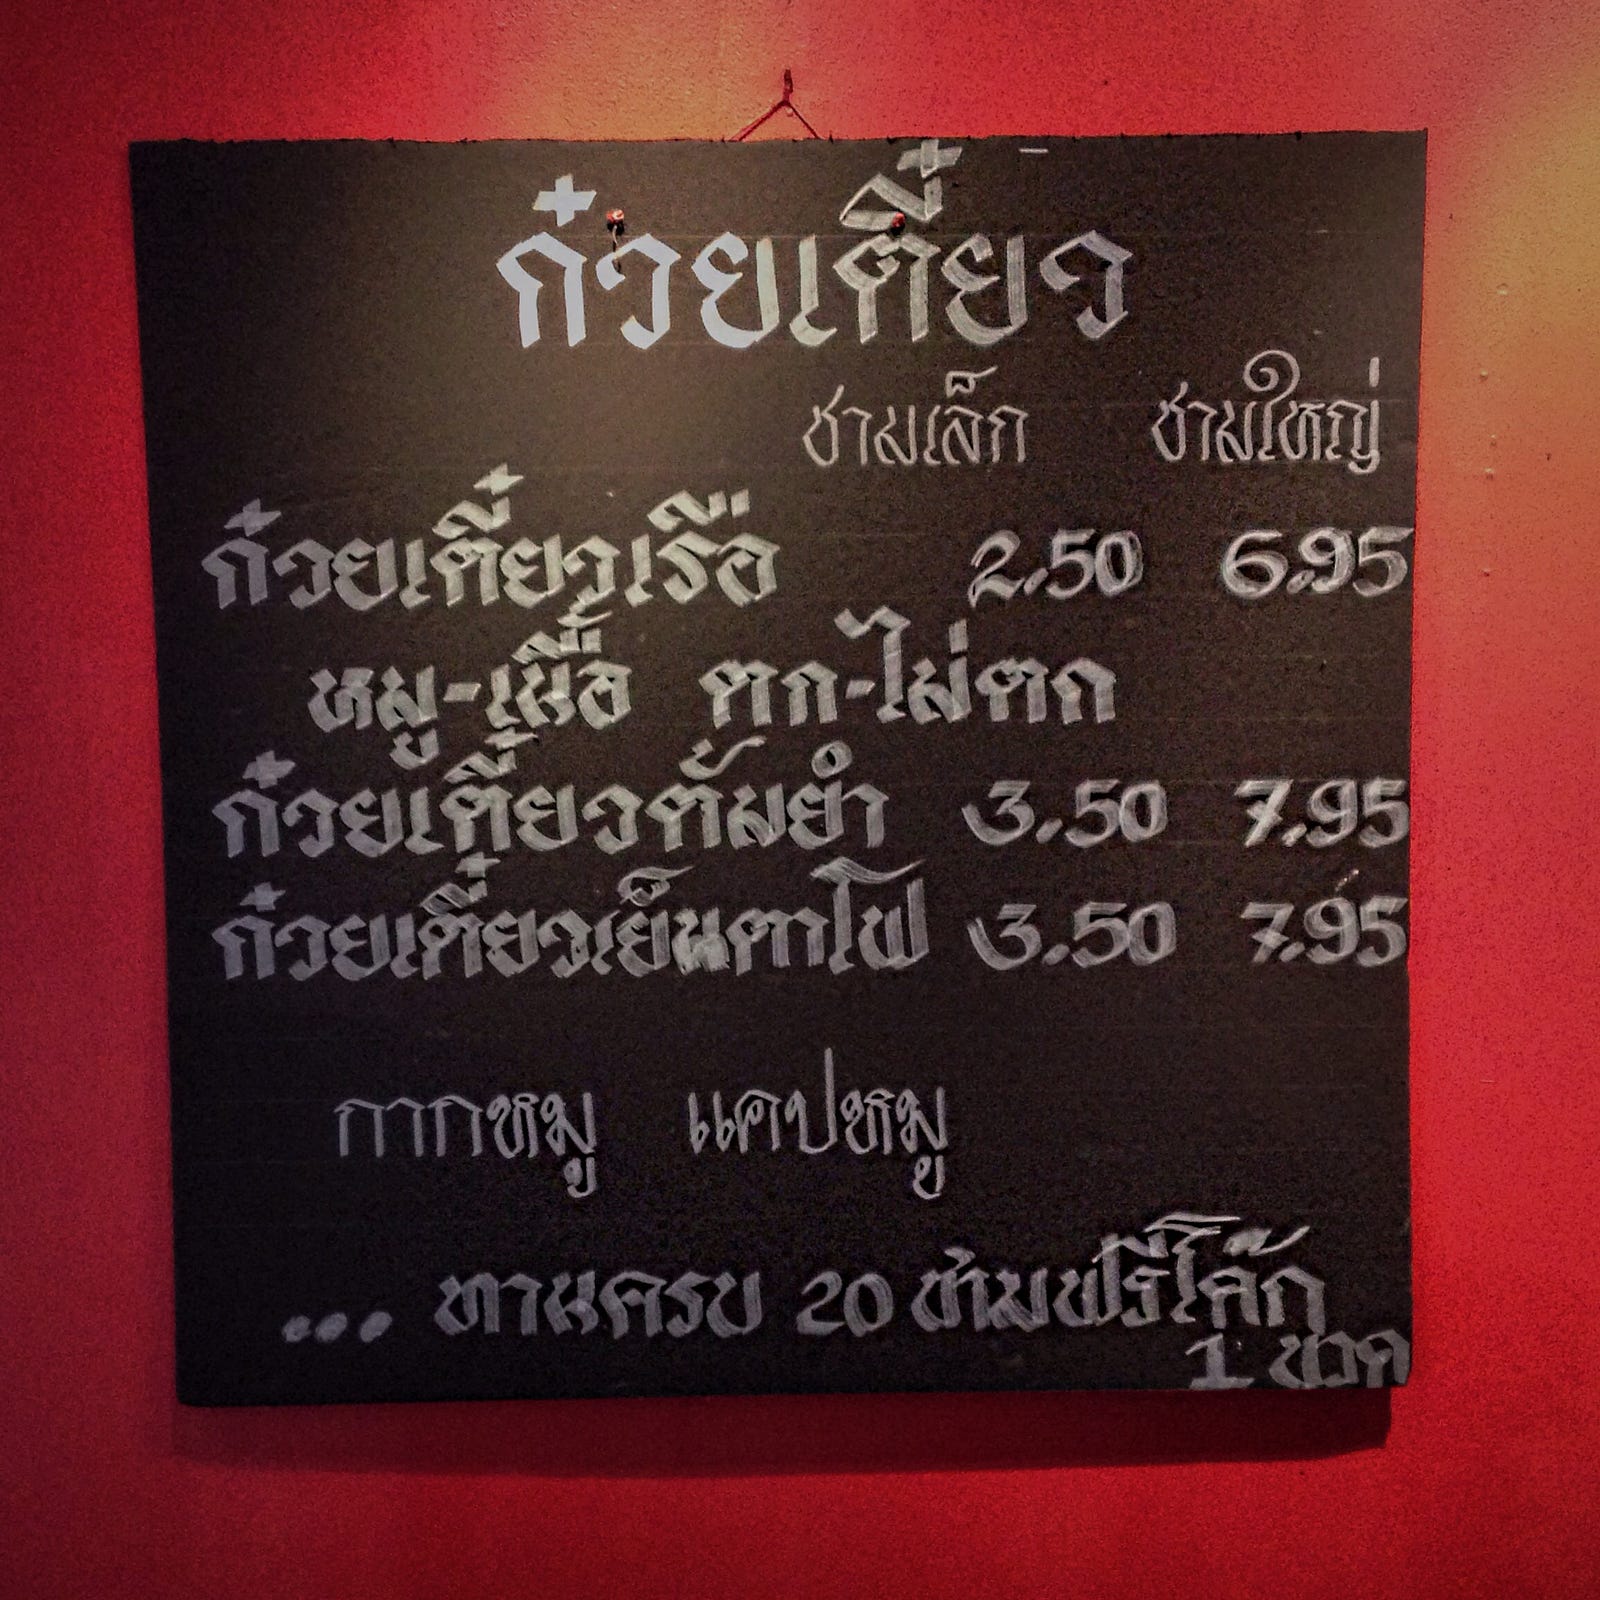 ก๋วยเตี๋ยว
ชามเล็ก ชามใหญ่
ก๋วยเตี๋ยวเรือ 2.50 6.95
หมู-เนื้อ ตก-ไม่ตก
ก๋วยเตี๋ยวต้มยำ 3.50 7.95
ก๋วยเตี๋ยวเย็นตาโฟ 3.50 7.95
กากหมู แคปหมู
... ทานครบ 20 ชามฟรีโค๊ก
1 ขวด